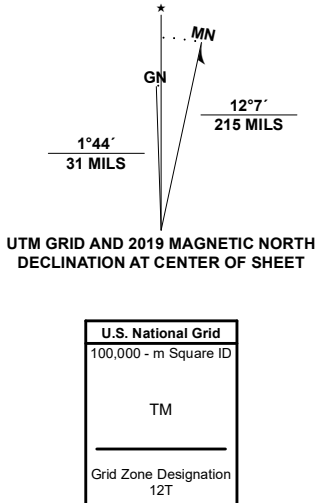 MN
GN
12°7´
215 MILS
1°44´
31 MILS
UTM GRID AND 2019 MAGNETIC NORTH
DECLINATION AT CENTER OF SHEET
U.S. National Grid
100,000 - m Square ID
TM
Grid Zone Designation
12T